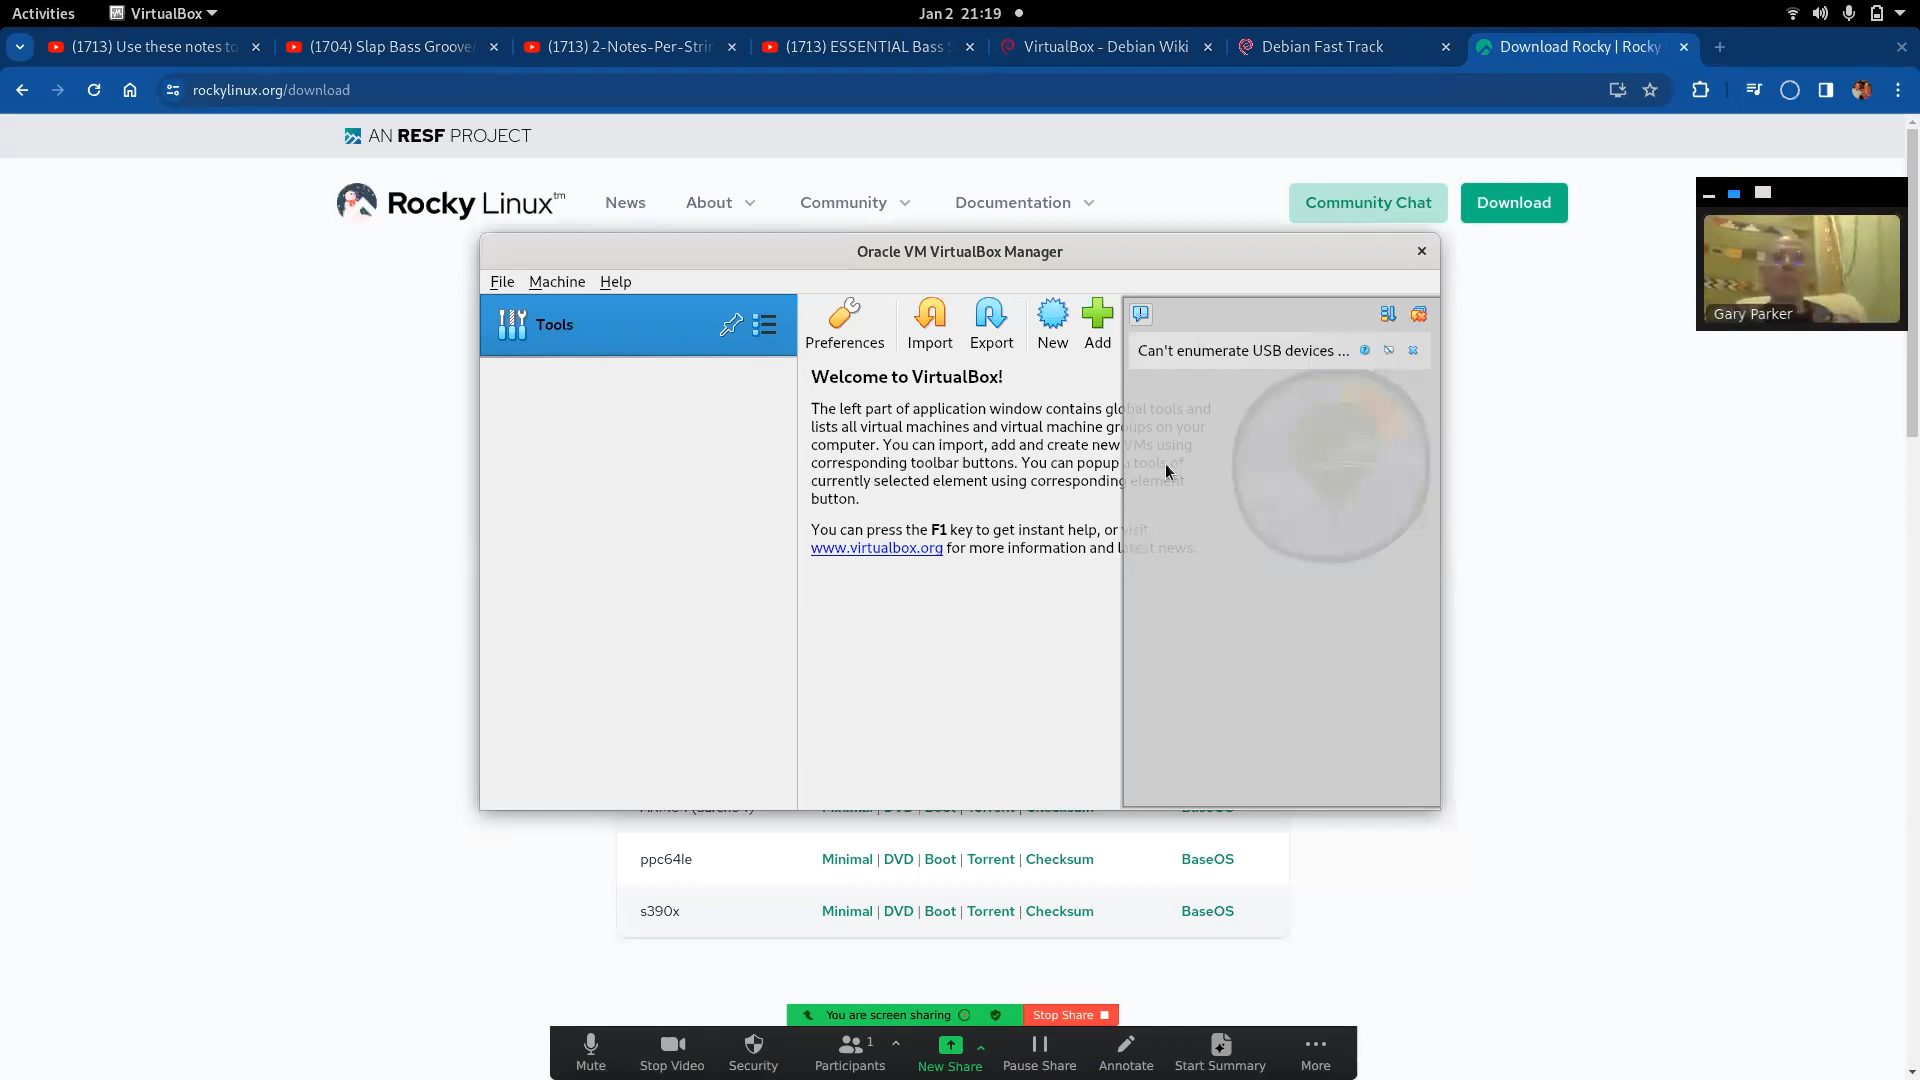 Activities
VirtualBox
Jan 2 21:19
(1713) Use these notes to
(1704) Slap Bass Groove
(1713) 2-Notes-Per-Strin
(1713) ESSENTIAL Bass S
VirtualBox - Debian Wiki
Debian Fast Track
Download Rocky | Rocky
rockylinux.org/download
AN RESF PROJECT
Rocky Linux™
News
About
Community
Documentation
Community Chat
Download
Gary Parker
Oracle VM VirtualBox Manager
File
Machine
Help
Tools
Preferences
Import
Export
New
Add
Can't enumerate USB devices ...
Welcome to VirtualBox!
The left part of application window contains global tools and
lists all virtual machines and virtual machine groups on your
computer. You can import, add and create new VMs using
corresponding toolbar buttons. You can popup a tools of
currently selected element using corresponding element
button.
You can press the F1 key to get instant help, or visit
www.virtualbox.org for more information and latest news.
Minimal | DVD | Boot | Torrent | Checksum
BaseOS
ppc64le
Minimal | DVD | Boot | Torrent | Checksum
BaseOS
s390x
Minimal | DVD | Boot | Torrent | Checksum
BaseOS
You are screen sharing
Stop Share
Mute
Stop Video
Security
Participants
1
New Share
Pause Share
Annotate
Start Summary
More